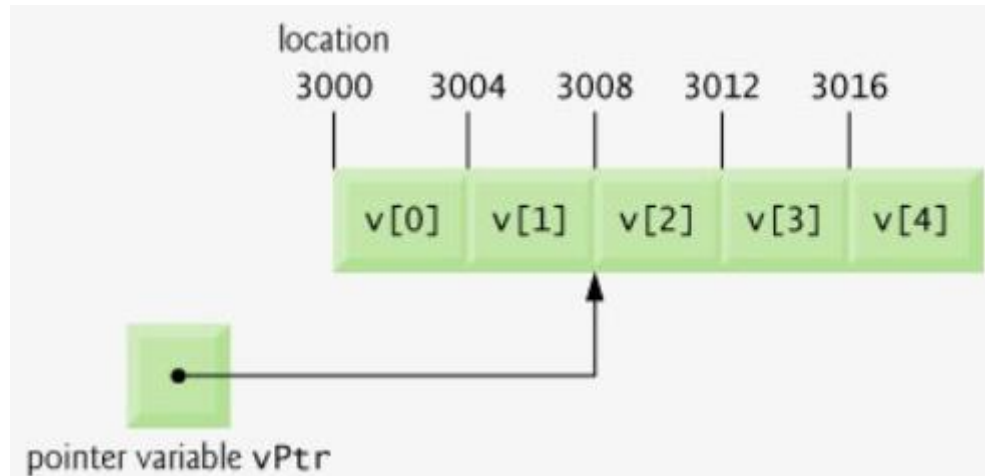 location
3000 3004 3008 3012 3016
v[0] v[1] v[2] v[3] v[4]
pointer variable vPtr